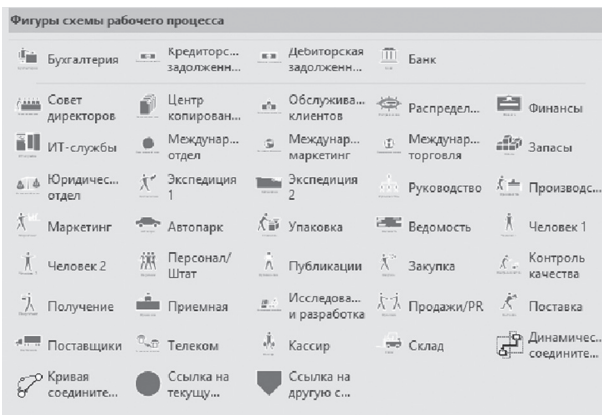 Фигуры схемы рабочего процесса
Бухгалтерия
Кредиторс...
задолженн...
Дебиторская
задолженн...
Банк
Совет
директоров
Центр
копирован...
Обслужива...
клиентов
Распредел...
Финансы
ИТ-службы
Междунар...
отдел
Междунар...
маркетинг
Междунар...
торговля
Запасы
Юридичес...
отдел
Экспедиция
1
Экспедиция
2
Руководство
Производс...
Маркетинг
Автопарк
Упаковка
Ведомость
Человек 1
Человек 2
Персонал/
Штат
Публикации
Закупка
Контроль
качества
Получение
Приемная
Исследова...
и разработка
Продажи/PR
Поставка
Поставщики
Телеком
Кассир
Склад
Динамичес...
соедините...
Кривая
соедините...
Ссылка на
текущу...
Ссылка на
другую с...